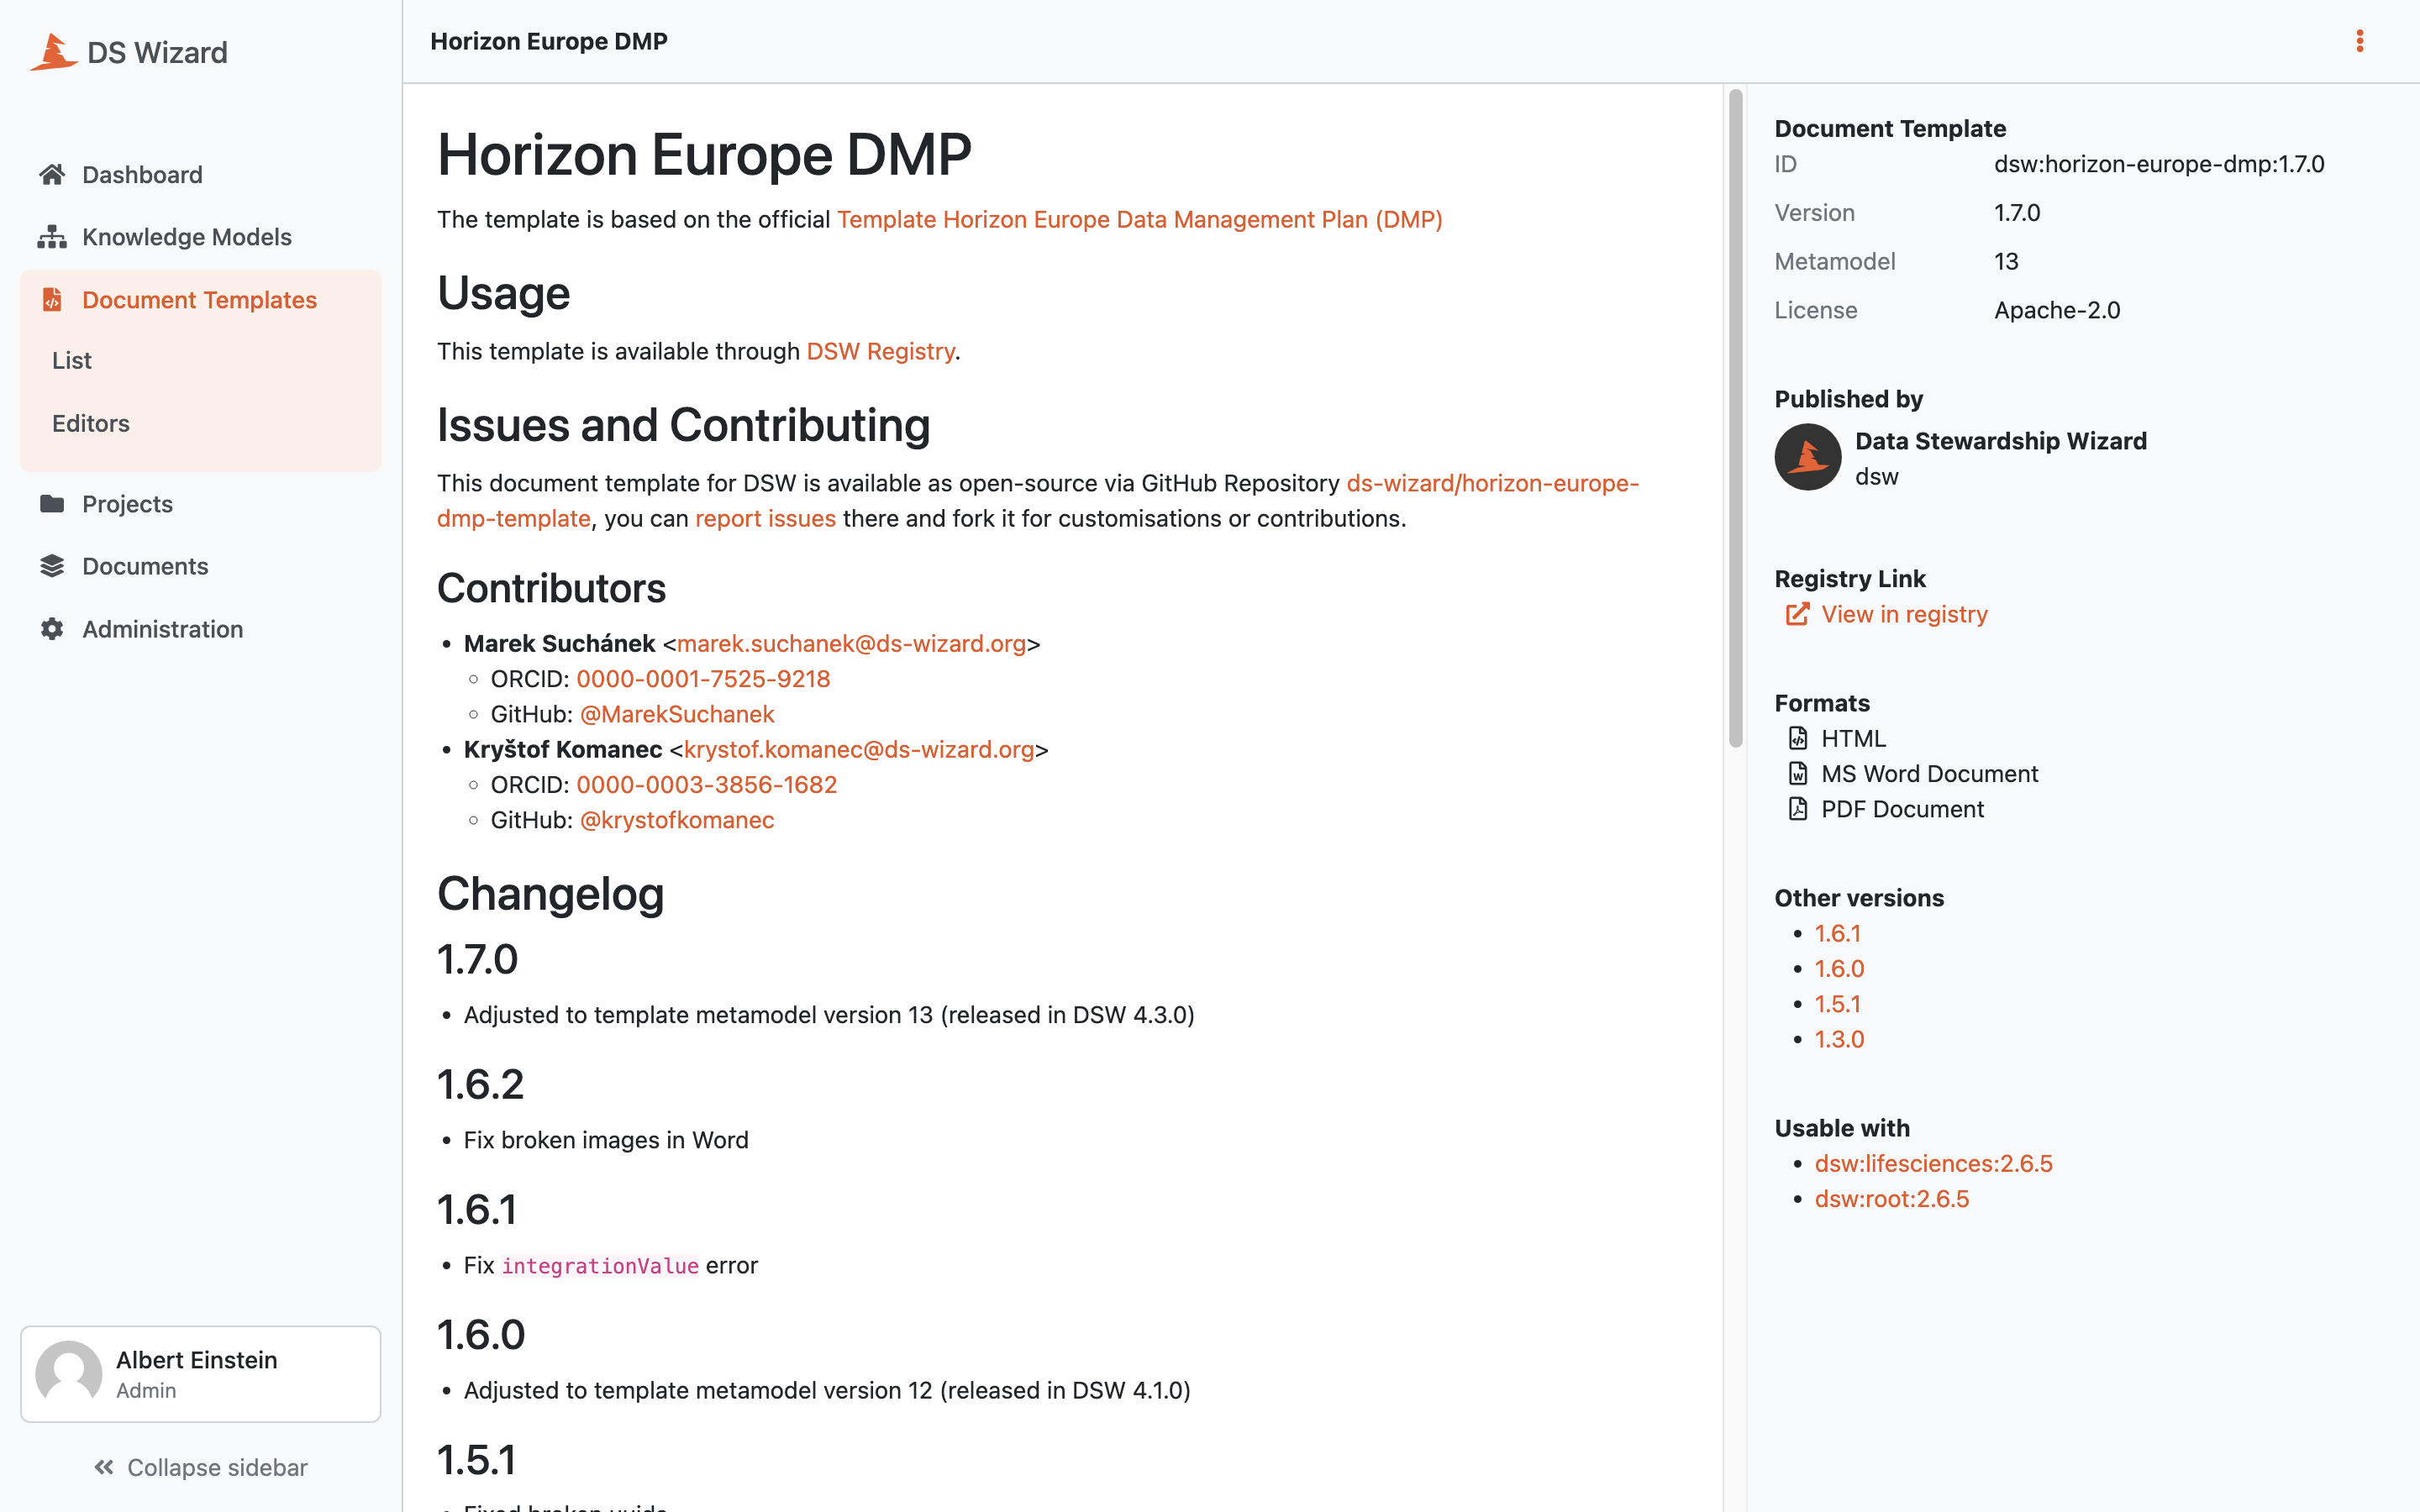 DS Wizard
Dashboard
Knowledge Models
Document Templates
List
Editors
Projects
Documents
Administration
Albert Einstein
Admin
Collapse sidebar
Horizon Europe DMP
Horizon Europe DMP
The template is based on the official Template Horizon Europe Data Management Plan (DMP)
Usage
This template is available through DSW Registry.
Issues and Contributing
This document template for DSW is available as open-source via GitHub Repository ds-wizard/horizon-europe-
dmp-template, you can report issues there and fork it for customisations or contributions.
Contributors
• Marek Suchánek <marek.suchanek@ds-wizard.org>
◦ ORCID: 0000-0001-7525-9218
◦ GitHub: @MarekSuchanek
• Kryštof Komanec <krystof.komanec@ds-wizard.org>
◦ ORCID: 0000-0003-3856-1682
◦ GitHub: @krystofkomanec
Changelog
1.7.0
• Adjusted to template metamodel version 13 (released in DSW 4.3.0)
1.6.2
• Fix broken images in Word
1.6.1
• Fix integrationValue error
1.6.0
• Adjusted to template metamodel version 12 (released in DSW 4.1.0)
1.5.1
Document Template
ID dsw:horizon-europe-dmp:1.7.0
Version 1.7.0
Metamodel 13
License Apache-2.0
Published by
Data Stewardship Wizard
dsw
Registry Link
View in registry
Formats
HTML
MS Word Document
PDF Document
Other versions
• 1.6.1
• 1.6.0
• 1.5.1
• 1.3.0
Usable with
• dsw:lifesciences:2.6.5
• dsw:root:2.6.5